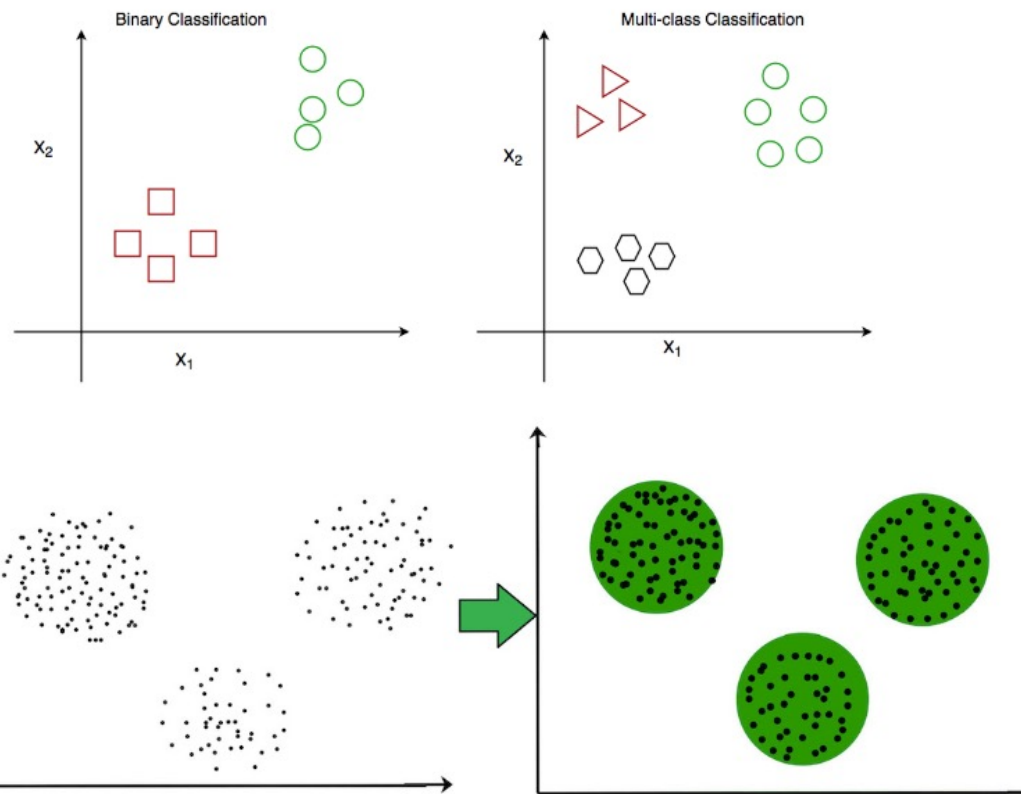 Binary Classification
Multi-class Classification
X₂
X₂
X₁
X₁